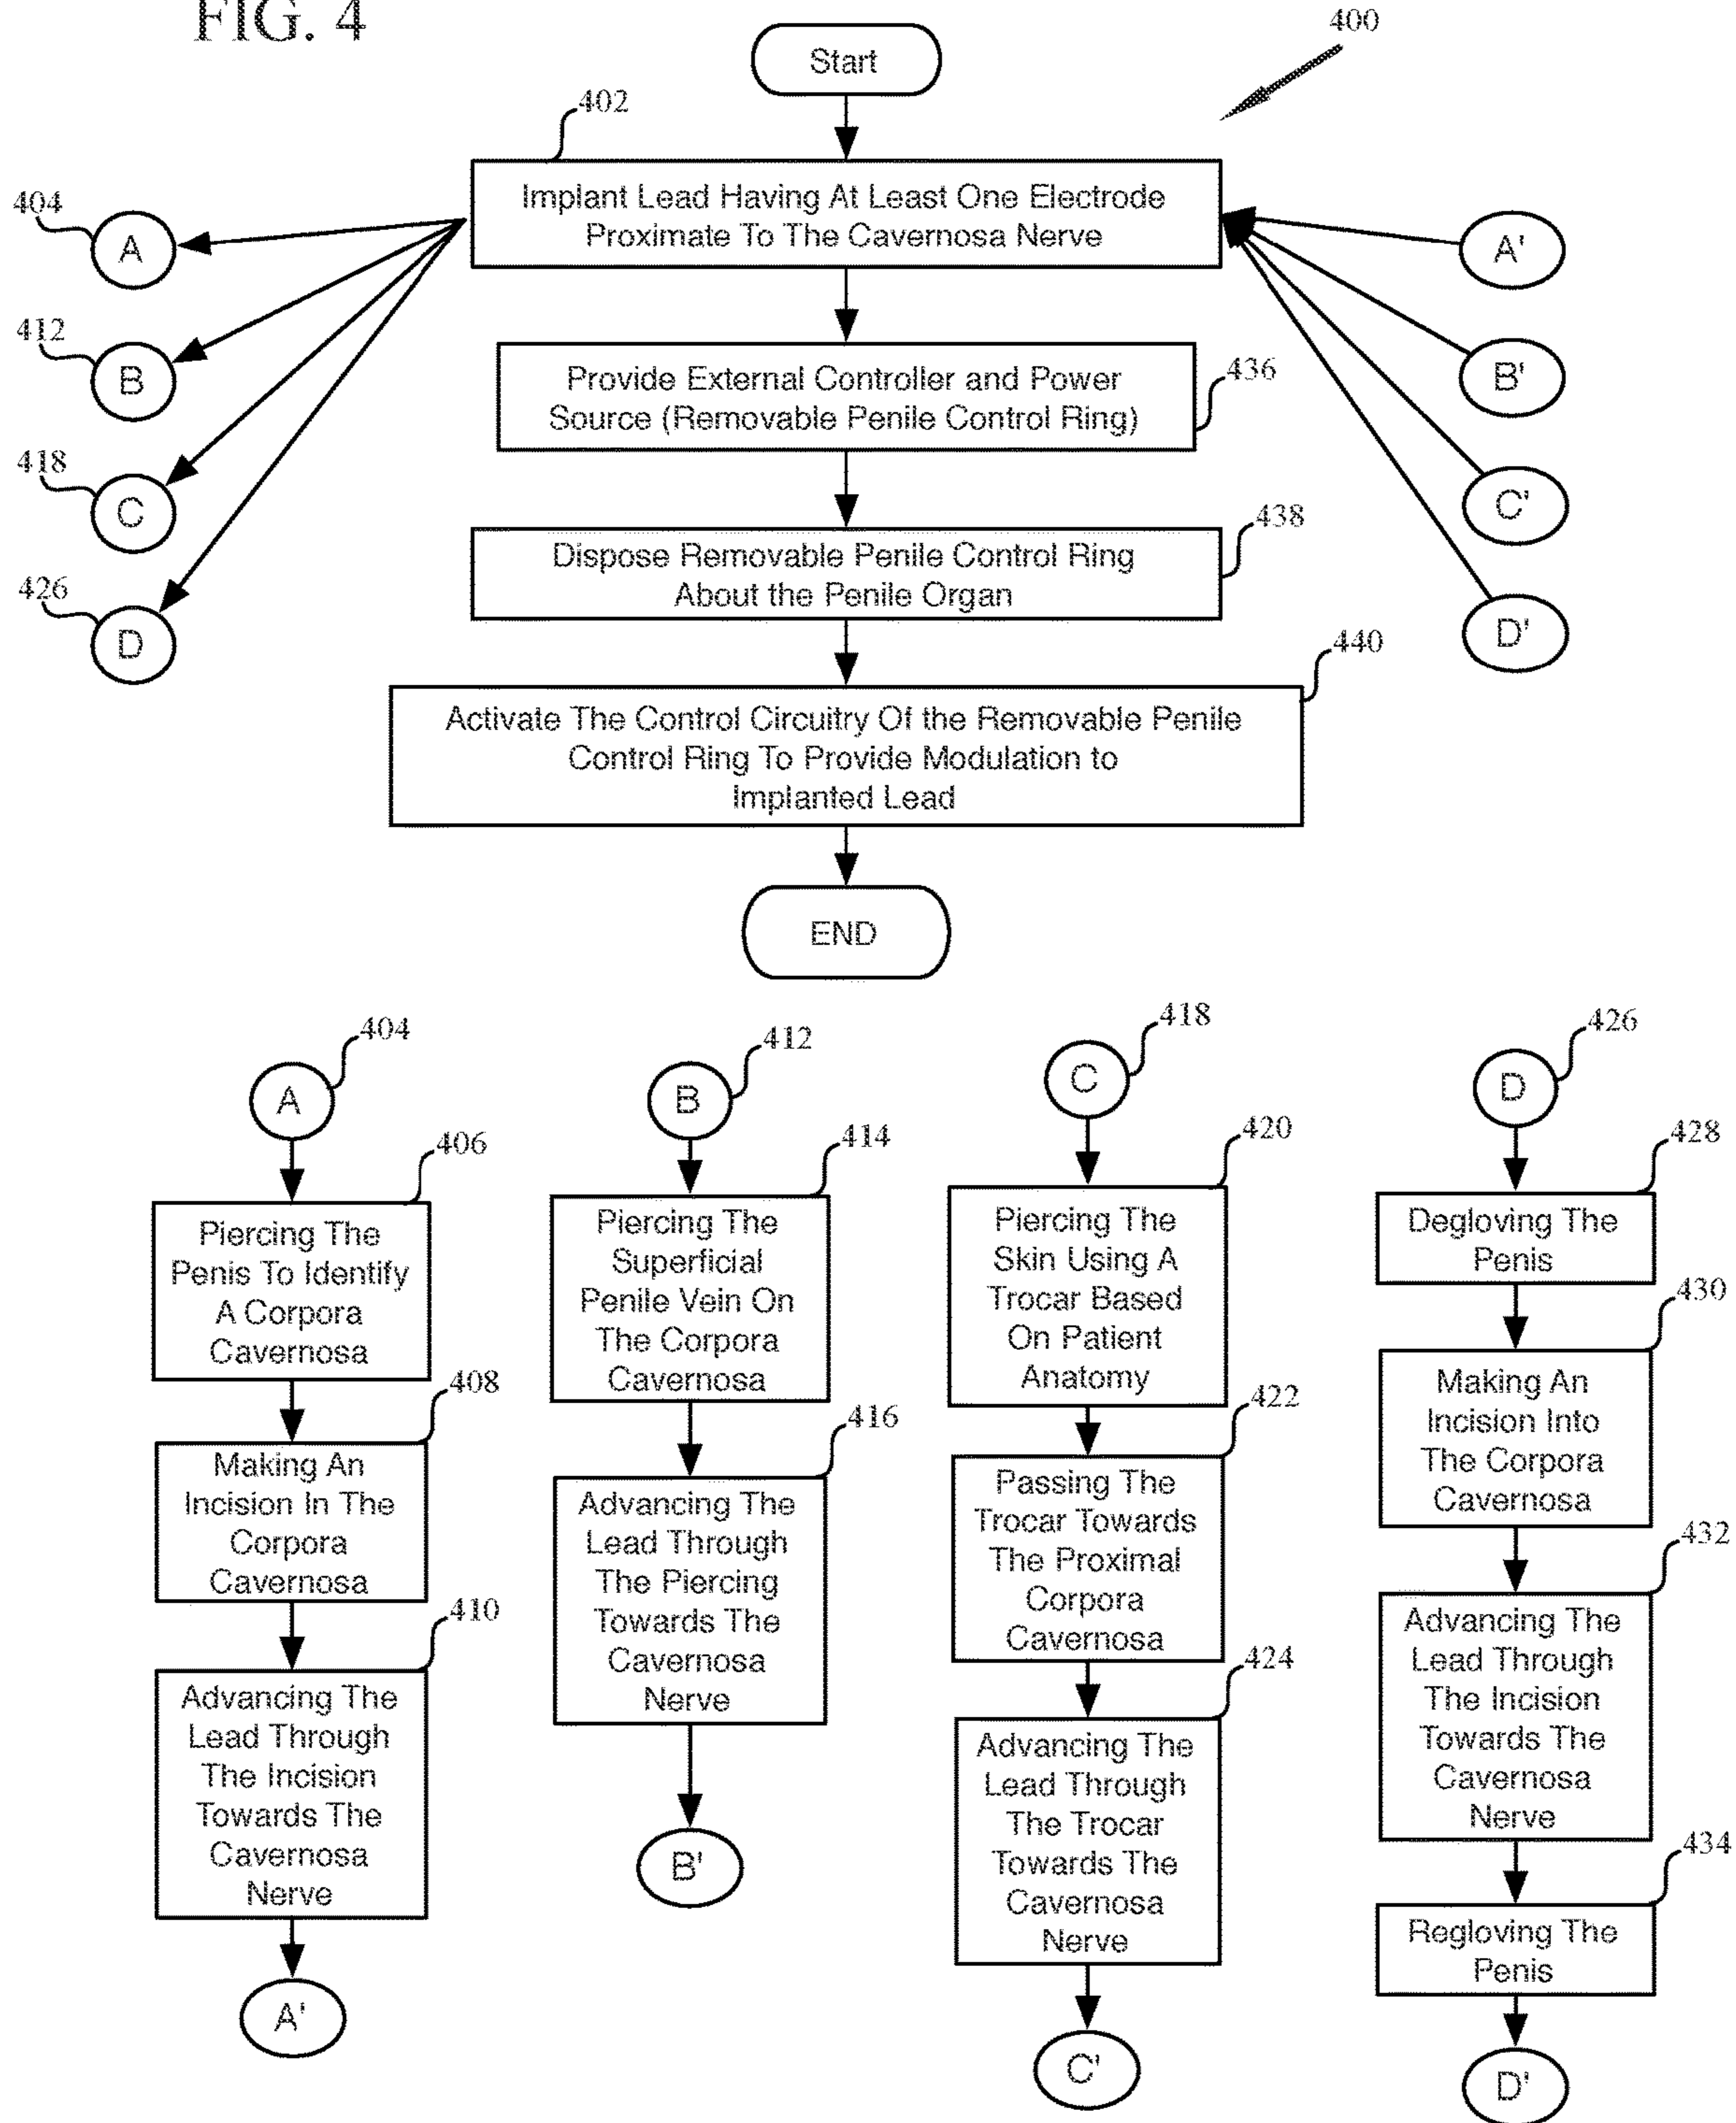 FIG. 4
400
Start
402
Implant Lead Having At Least One Electrode
Proximate To The Cavernosa Nerve
404
A
412
B
418
C
426
D
A'
B'
C'
D'
Provide External Controller and Power
Source (Removable Penile Control Ring)
436
Dispose Removable Penile Control Ring
About the Penile Organ
438
Activate The Control Circuitry Of the Removable Penile
Control Ring To Provide Modulation to
Implanted Lead
440
END
A
404
406
Piercing The
Penis To Identify
A Corpora
Cavernosa
408
Making An
Incision In The
Corpora
Cavernosa
410
Advancing The
Lead Through
The Incision
Towards The
Cavernosa
Nerve
A'
B
412
414
Piercing The
Superficial
Penile Vein On
The Corpora
Cavernosa
416
Advancing The
Lead Through
The Piercing
Towards The
Cavernosa
Nerve
B'
C
418
420
Piercing The
Skin Using A
Trocar Based
On Patient
Anatomy
422
Passing The
Trocar Towards
The Proximal
Corpora
Cavernosa
424
Advancing The
Lead Through
The Trocar
Towards The
Cavernosa
Nerve
C'
D
426
428
Degloving The
Penis
430
Making An
Incision Into
The Corpora
Cavernosa
432
Advancing The
Lead Through
The Incision
Towards The
Cavernosa
Nerve
434
Regloving The
Penis
D'